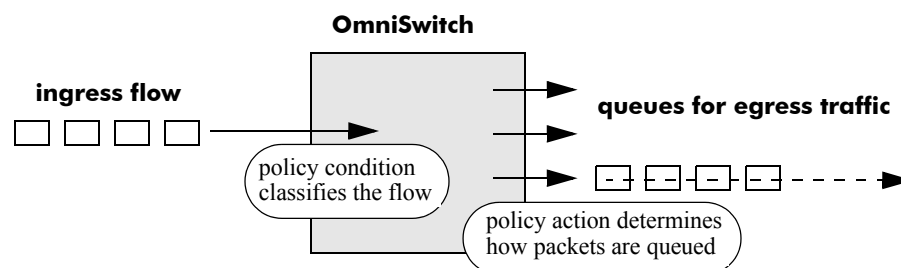 OmniSwitch
ingress flow
queues for egress traffic
policy condition
classifies the flow
policy action determines
how packets are queued